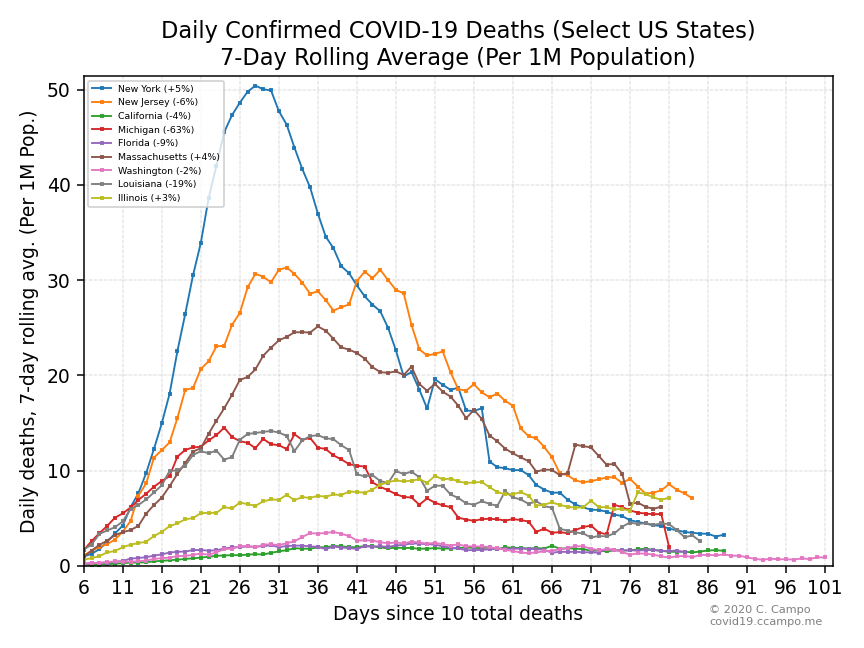 Daily Confirmed COVID-19 Deaths (Select US States)
7-Day Rolling Average (Per 1M Population)
Daily deaths, 7-day rolling avg. (Per 1M Pop.)
50
40
30
20
10
0
New York (+5%)
New Jersey (-6%)
California (-4%)
Michigan (-63%)
Florida (-9%)
Massachusetts (+4%)
Washington (-2%)
Louisiana (-19%)
Illinois (+3%)
6 11 16 21 26 31 36 41 46 51 56 61 66 71 76 81 86 91 96 101
Days since 10 total deaths
© 2020 C. Campo
covid19.ccampo.me